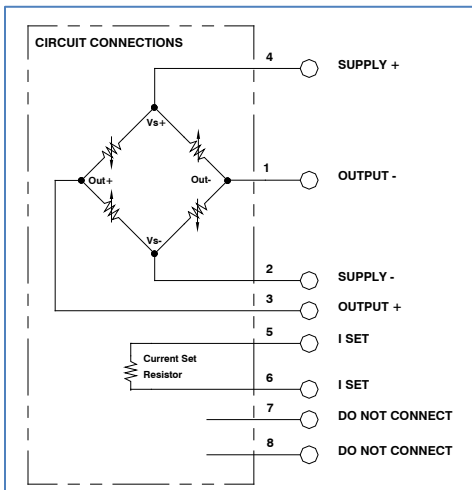 CIRCUIT CONNECTIONS
4 SUPPLY +
Vs+
Out+ Out- 1 OUTPUT -
Vs-
2 SUPPLY -
3 OUTPUT +
5 I SET
Current Set
Resistor
6 I SET
7 DO NOT CONNECT
8 DO NOT CONNECT